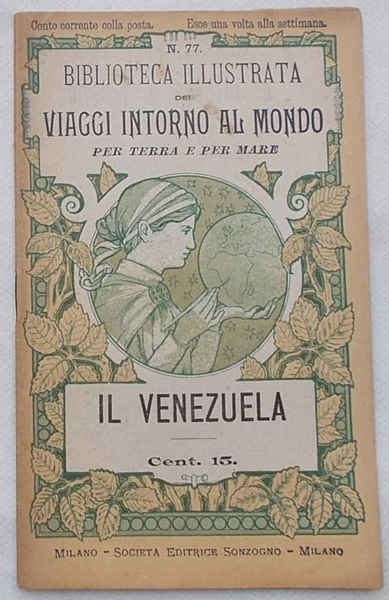 Conto corrente colla posta. Esce una volta alla settimana.
N. 77.
BIBLIOTECA ILLUSTRATA
DEI
VIAGGI INTORNO AL MONDO
PER TERRA E PER MARE
IL VENEZUELA
Cent. 15.
MILANO - SOCIETÀ EDITRICE SONZOGNO - MILANO